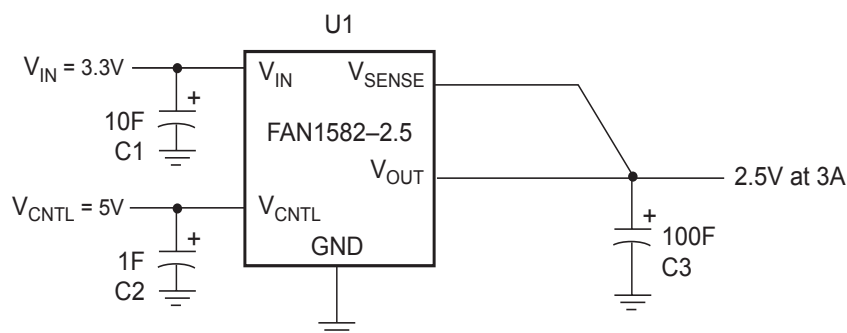 U1
V_IN = 3.3V
V_IN
V_SENSE
10F
+
C1
FAN1582–2.5
V_OUT
2.5V at 3A
V_CNTL = 5V
V_CNTL
1F
+
C2
GND
+
100F
C3